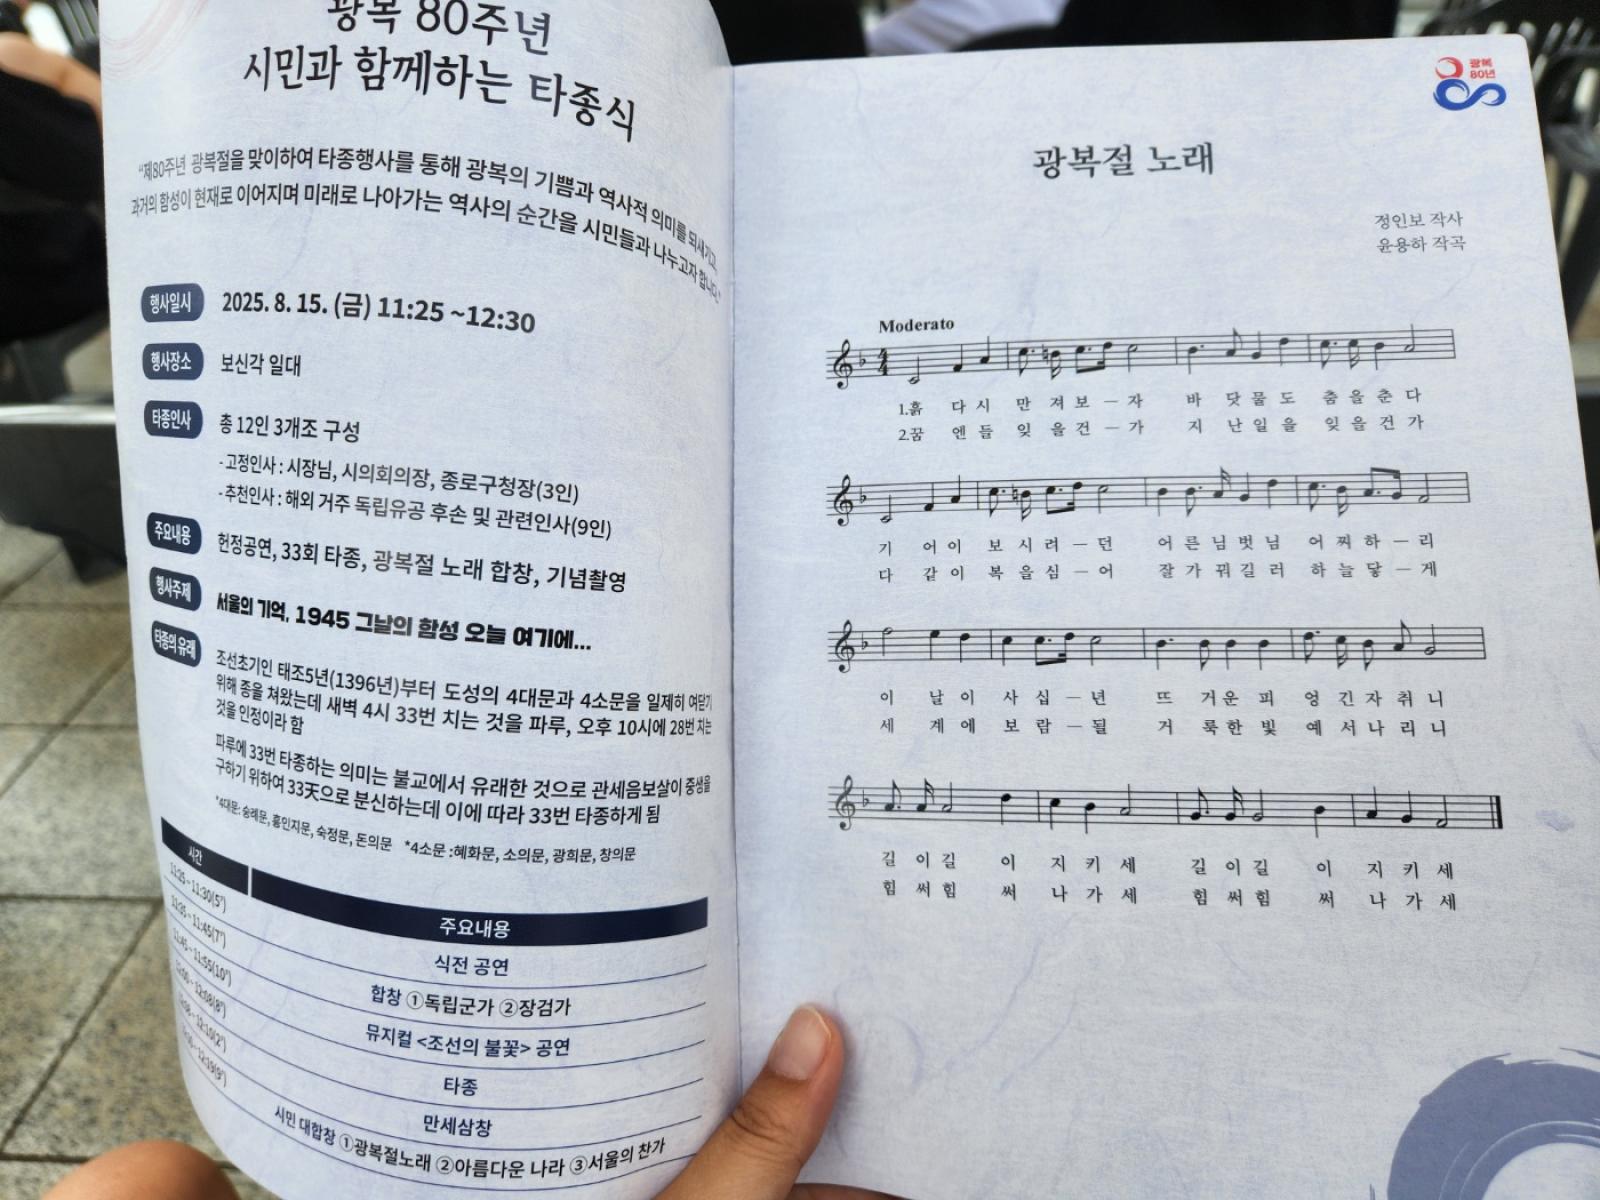 광복 80주년
시민과 함께하는 타종식
"제80주년 광복절을 맞이하여 타종행사를 통해 광복의 기쁨과 역사적 의미를 되새기고,
과거의 함성이 현재로 이어지며 미래로 나아가는 역사의 순간을 시민들과 나누고자 합니다."
행사일시 2025. 8. 15. (금) 11:25 ~12:30
행사장소 보신각 일대
타종인사 총 12인 3개조 구성
- 고정인사 : 시장님, 시의회의장, 종로구청장(3인)
- 추천인사 : 해외 거주 독립유공 후손 및 관련인사(9인)
주요내용 헌정공연, 33회 타종, 광복절 노래 합창, 기념촬영
행사주제 서울의 기억, 1945 그날의 함성 오늘 여기에...
타종의 유래 조선초기인 태조5년(1396년)부터 도성의 4대문과 4소문을 일제히 여닫기
위해 종을 쳐왔는데 새벽 4시 33번 치는 것을 파루, 오후 10시에 28번 치는
것을 인정이라 함
파루에 33번 타종하는 의미는 불교에서 유래한 것으로 관세음보살이 중생을
구하기 위하여 33天으로 분신하는데 이에 따라 33번 타종하게 됨
*4대문: 숭례문, 흥인지문, 숙정문, 돈의문 *4소문 :혜화문, 소의문, 광희문, 창의문
시간 주요내용
11:25 ~ 11:30(5") 식전 공연
11:35 ~ 11:45(7") 합창 ①독립군가 ②장검가
11:45 ~ 11:55(10") 뮤지컬 <조선의 불꽃> 공연
12:08(8") 타종
12:10(2") 만세삼창
12:19(9") 시민 대합창 ①광복절노래 ②아름다운 나라 ③서울의 찬가
광복
80년
광복절 노래
정인보 작사
윤용하 작곡
Moderato
1.흙 다 시 만 져 보 ─ 자 바 닷 물 도 춤 을 춘 다
2.꿈 엔 들 잊 을 건 ─ 가 지 난 일 을 잊 을 건 가
기 어 이 보 시 려 ─ 던 어 른 님 벗 님 어 찌 하 ─ 리
다 같 이 복 을 심 ─ 어 잘 가 꿔 길 러 하 늘 닿 ─ 게
이 날 이 사 십 ─ 년 뜨 거 운 피 엉 긴 자 취 니
세 계 에 보 람 ─ 될 거 룩 한 빛 예 서 나 리 니
길 이 길 이 지 키 세 길 이 길 이 지 키 세
힘 써 힘 써 나 가 세 힘 써 힘 써 나 가 세